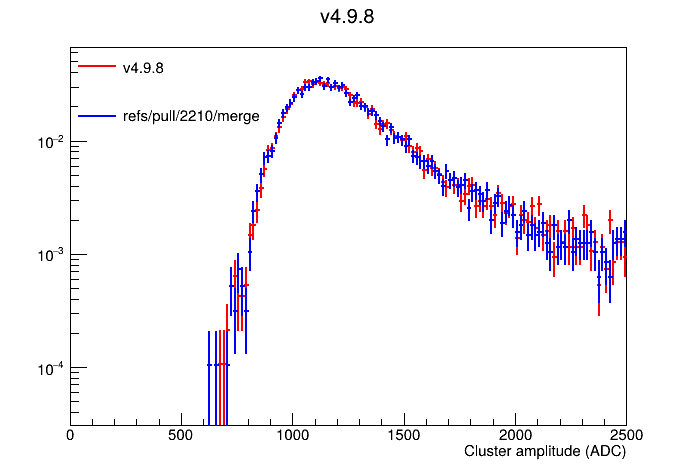 v4.9.8
v4.9.8
refs/pull/2210/merge
10−2
10−3
10−4
0 500 1000 1500 2000 2500
Cluster amplitude (ADC)